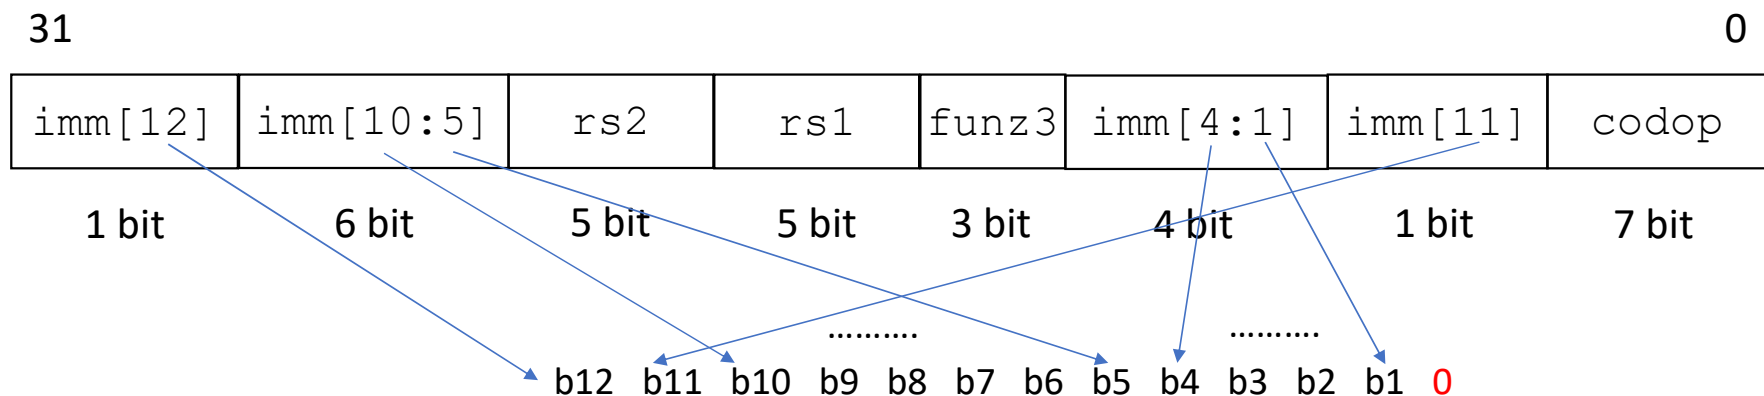 31 0
imm[12] imm[10:5] rs2 rs1 funz3 imm[4:1] imm[11] codop
1 bit 6 bit 5 bit 5 bit 3 bit 4 bit 1 bit 7 bit
………. ……….
b12 b11 b10 b9 b8 b7 b6 b5 b4 b3 b2 b1 0